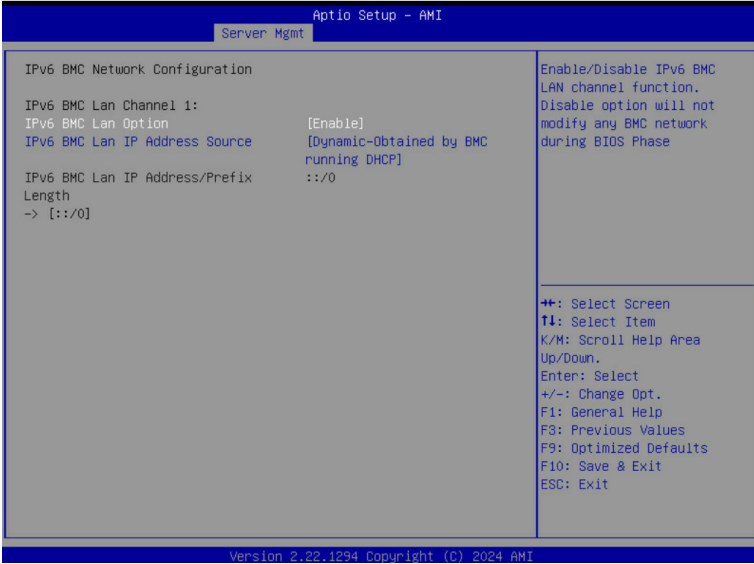 Aptio Setup – AMI
Server Mgmt
IPv6 BMC Network Configuration
IPv6 BMC Lan Channel 1:
IPv6 BMC Lan Option [Enable]
IPv6 BMC Lan IP Address Source [Dynamic-Obtained by BMC
running DHCP]
IPv6 BMC Lan IP Address/Prefix ::/0
Length
-> [::/0]
Enable/Disable IPv6 BMC
LAN channel function.
Disable option will not
modify any BMC network
during BIOS Phase
→←: Select Screen
↑↓: Select Item
K/M: Scroll Help Area
Up/Down.
Enter: Select
+/-: Change Opt.
F1: General Help
F3: Previous Values
F9: Optimized Defaults
F10: Save & Exit
ESC: Exit
Version 2.22.1294 Copyright (C) 2024 AMI